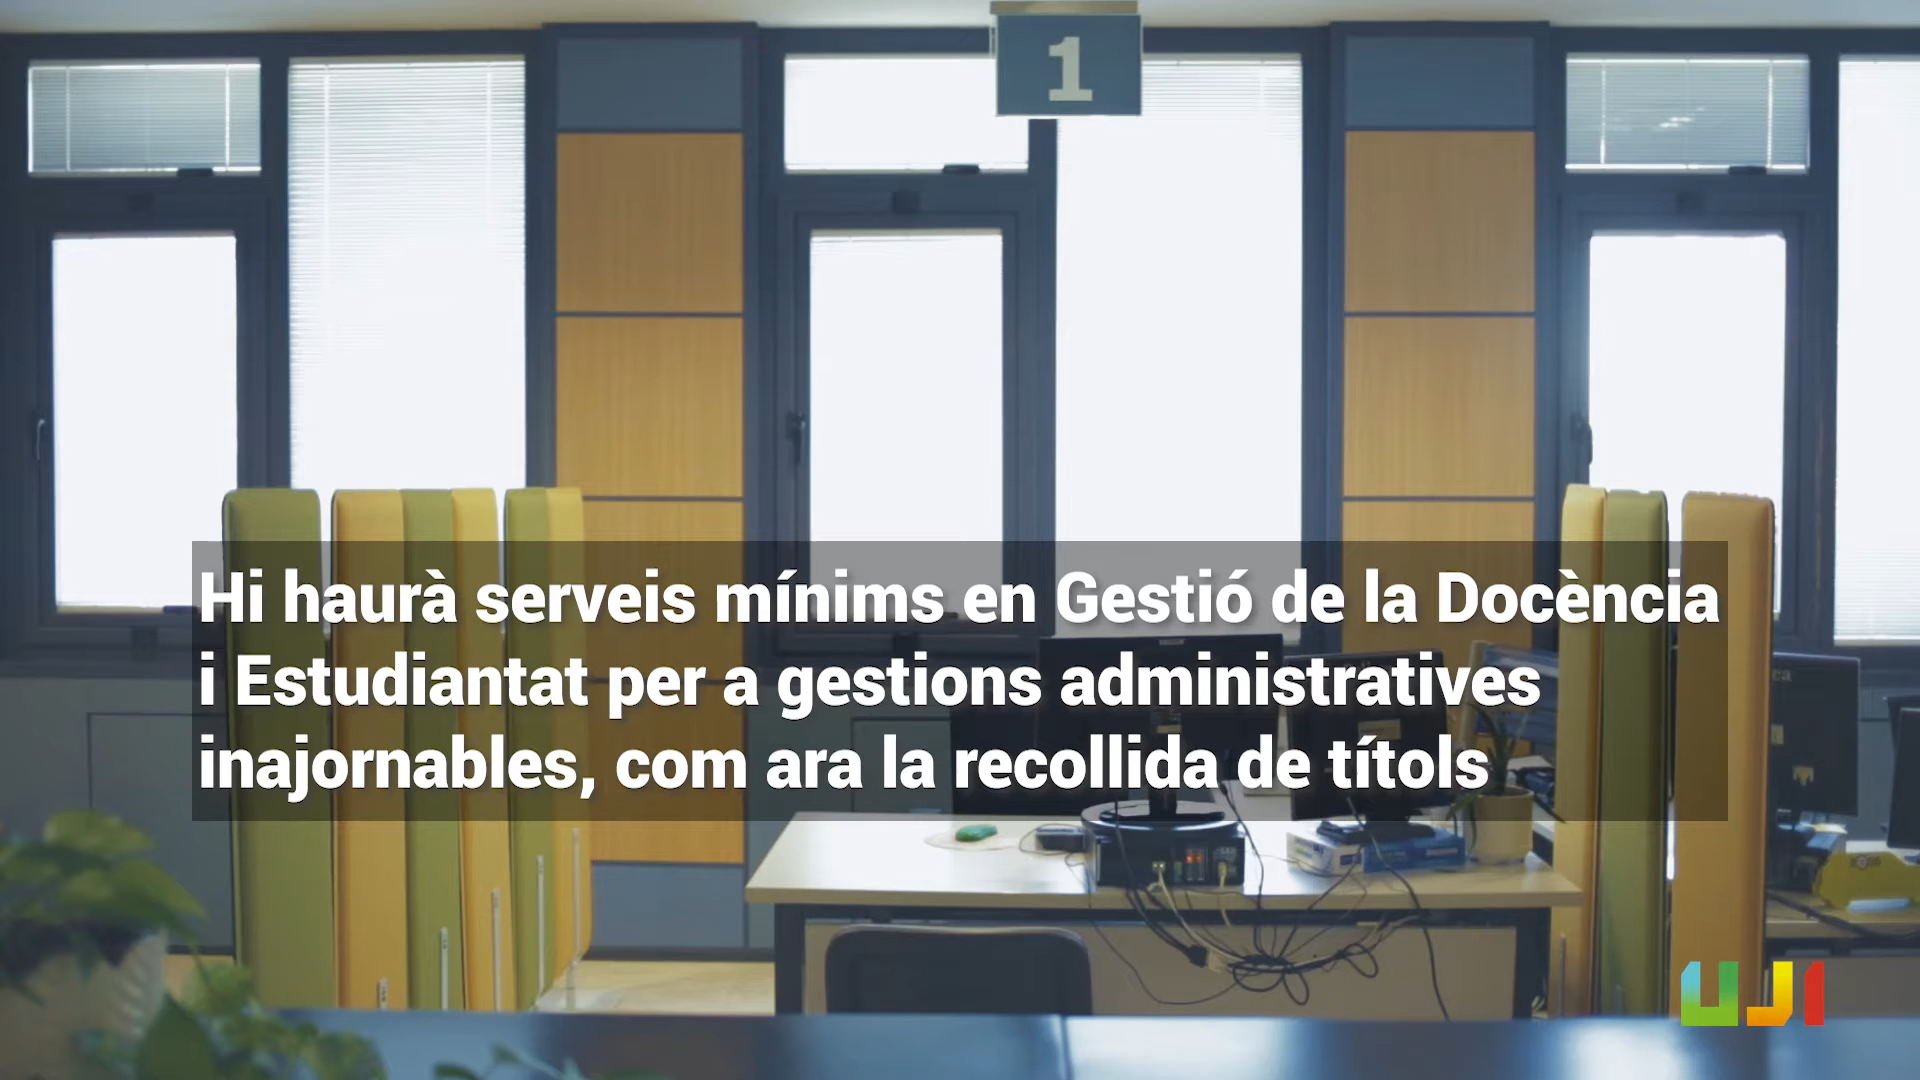 1
Hi haurà serveis mínims en Gestió de la Docència
i Estudiantat per a gestions administratives
inajornables, com ara la recollida de títols
UJI